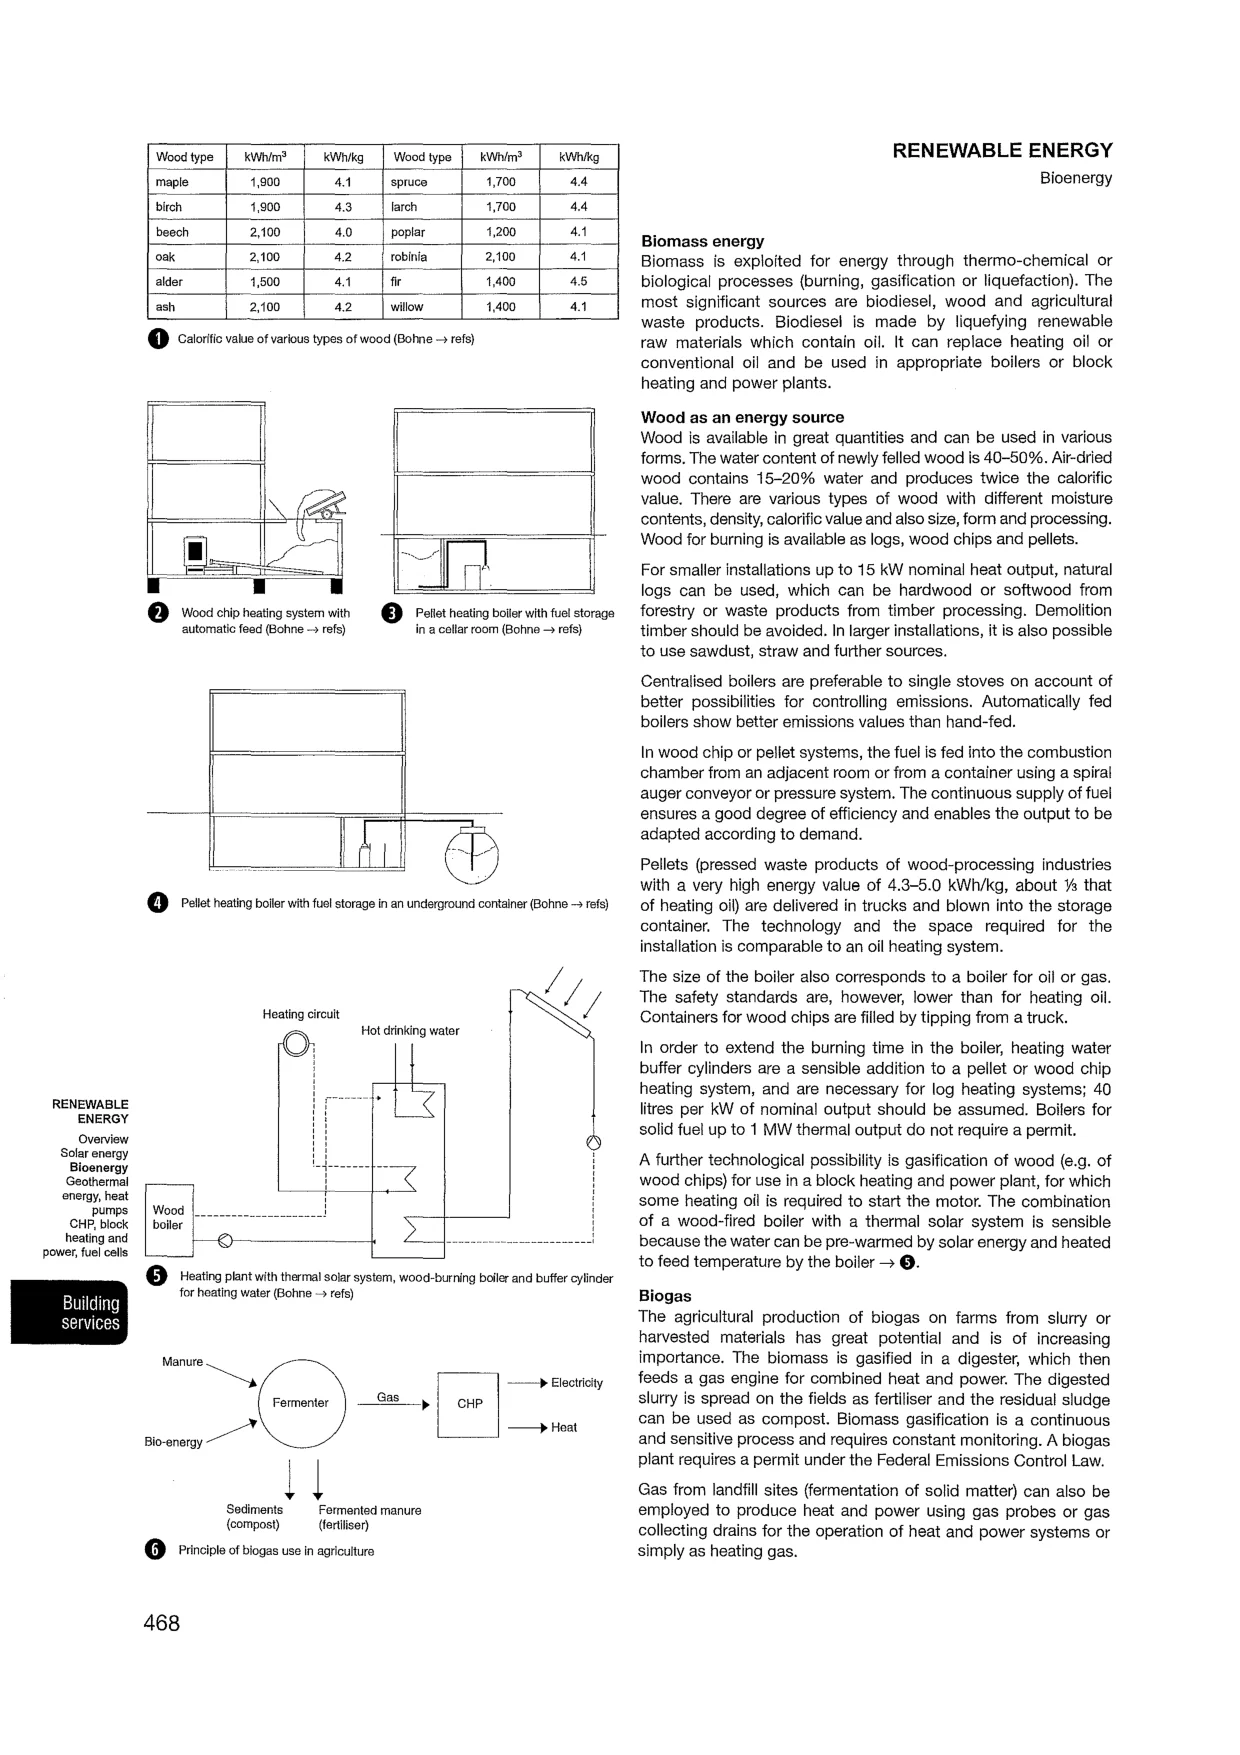 RENEWABLE ENERGY
Bioenergy
Wood type kWh/m³ kWh/kg Wood type kWh/m³ kWh/kg
maple 1,900 4.1 spruce 1,700 4.4
birch 1,900 4.3 larch 1,700 4.4
beech 2,100 4.0 poplar 1,200 4.1
oak 2,100 4.2 robinia 2,100 4.1
alder 1,500 4.1 fir 1,400 4.5
ash 2,100 4.2 willow 1,400 4.1
1 Calorific value of various types of wood (Bohne → refs)
2 Wood chip heating system with
automatic feed (Bohne → refs)
3 Pellet heating boiler with fuel storage
in a cellar room (Bohne → refs)
4 Pellet heating boiler with fuel storage in an underground container (Bohne → refs)
Heating circuit
Hot drinking water
Wood
boiler
5 Heating plant with thermal solar system, wood-burning boiler and buffer cylinder
for heating water (Bohne → refs)
Manure
Fermenter
Gas
CHP
Electricity
Heat
Bio-energy
Sediments
(compost)
Fermented manure
(fertiliser)
6 Principle of biogas use in agriculture
RENEWABLE
ENERGY
Overview
Solar energy
Bioenergy
Geothermal
energy, heat
pumps
CHP, block
heating and
power, fuel cells
Building
services
Biomass energy
Biomass is exploited for energy through thermo-chemical or
biological processes (burning, gasification or liquefaction). The
most significant sources are biodiesel, wood and agricultural
waste products. Biodiesel is made by liquefying renewable
raw materials which contain oil. It can replace heating oil or
conventional oil and be used in appropriate boilers or block
heating and power plants.
Wood as an energy source
Wood is available in great quantities and can be used in various
forms. The water content of newly felled wood is 40–50%. Air-dried
wood contains 15–20% water and produces twice the calorific
value. There are various types of wood with different moisture
contents, density, calorific value and also size, form and processing.
Wood for burning is available as logs, wood chips and pellets.
For smaller installations up to 15 kW nominal heat output, natural
logs can be used, which can be hardwood or softwood from
forestry or waste products from timber processing. Demolition
timber should be avoided. In larger installations, it is also possible
to use sawdust, straw and further sources.
Centralised boilers are preferable to single stoves on account of
better possibilities for controlling emissions. Automatically fed
boilers show better emissions values than hand-fed.
In wood chip or pellet systems, the fuel is fed into the combustion
chamber from an adjacent room or from a container using a spiral
auger conveyor or pressure system. The continuous supply of fuel
ensures a good degree of efficiency and enables the output to be
adapted according to demand.
Pellets (pressed waste products of wood-processing industries
with a very high energy value of 4.3–5.0 kWh/kg, about ⅓ that
of heating oil) are delivered in trucks and blown into the storage
container. The technology and the space required for the
installation is comparable to an oil heating system.
The size of the boiler also corresponds to a boiler for oil or gas.
The safety standards are, however, lower than for heating oil.
Containers for wood chips are filled by tipping from a truck.
In order to extend the burning time in the boiler, heating water
buffer cylinders are a sensible addition to a pellet or wood chip
heating system, and are necessary for log heating systems; 40
litres per kW of nominal output should be assumed. Boilers for
solid fuel up to 1 MW thermal output do not require a permit.
A further technological possibility is gasification of wood (e.g. of
wood chips) for use in a block heating and power plant, for which
some heating oil is required to start the motor. The combination
of a wood-fired boiler with a thermal solar system is sensible
because the water can be pre-warmed by solar energy and heated
to feed temperature by the boiler → 5.
Biogas
The agricultural production of biogas on farms from slurry or
harvested materials has great potential and is of increasing
importance. The biomass is gasified in a digester, which then
feeds a gas engine for combined heat and power. The digested
slurry is spread on the fields as fertiliser and the residual sludge
can be used as compost. Biomass gasification is a continuous
and sensitive process and requires constant monitoring. A biogas
plant requires a permit under the Federal Emissions Control Law.
Gas from landfill sites (fermentation of solid matter) can also be
employed to produce heat and power using gas probes or gas
collecting drains for the operation of heat and power systems or
simply as heating gas.
468